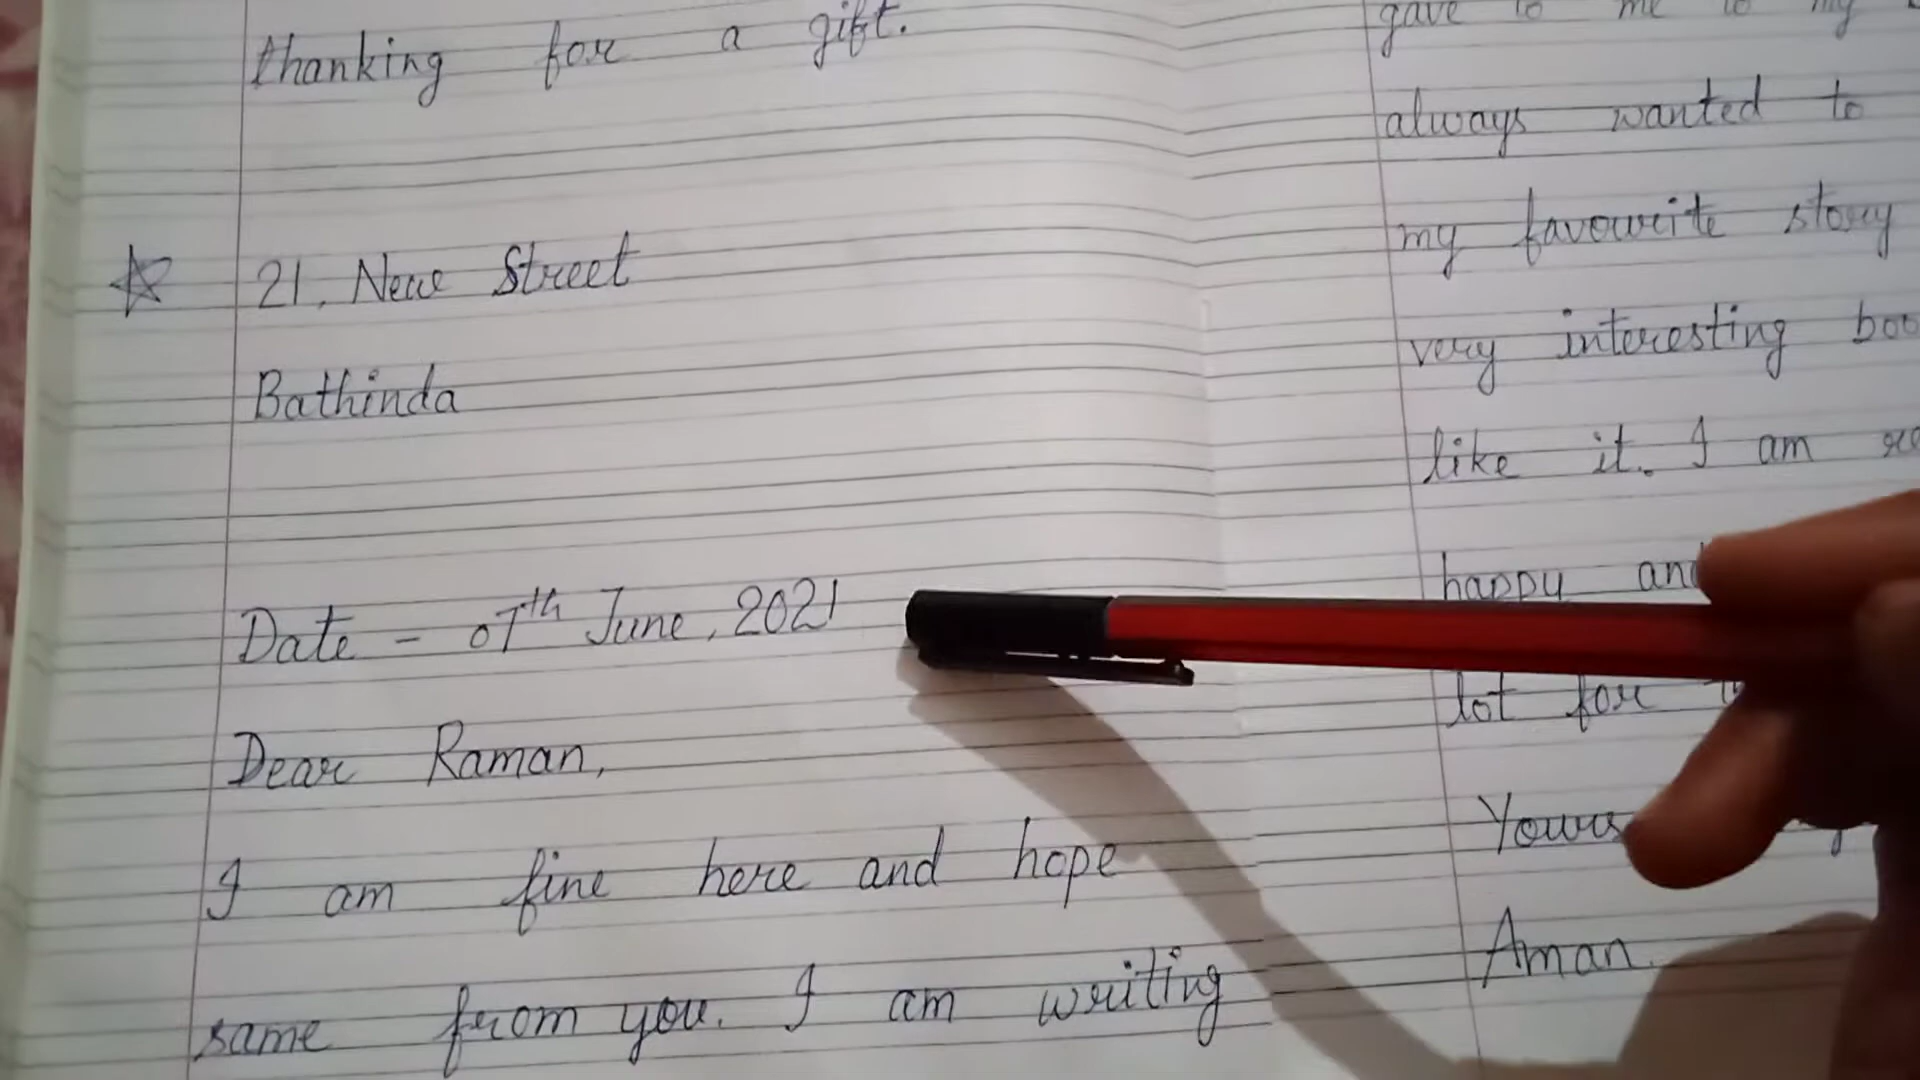 thanking for a gift.
21, New Street
Bathinda
Date - 07th June, 2021
Dear Raman,
I am fine here and hope
same from you. I am writing
gave to me to my
always wanted to
my favourite story
very interesting
like it. I am
happy and
lot for
Yours
Aman.